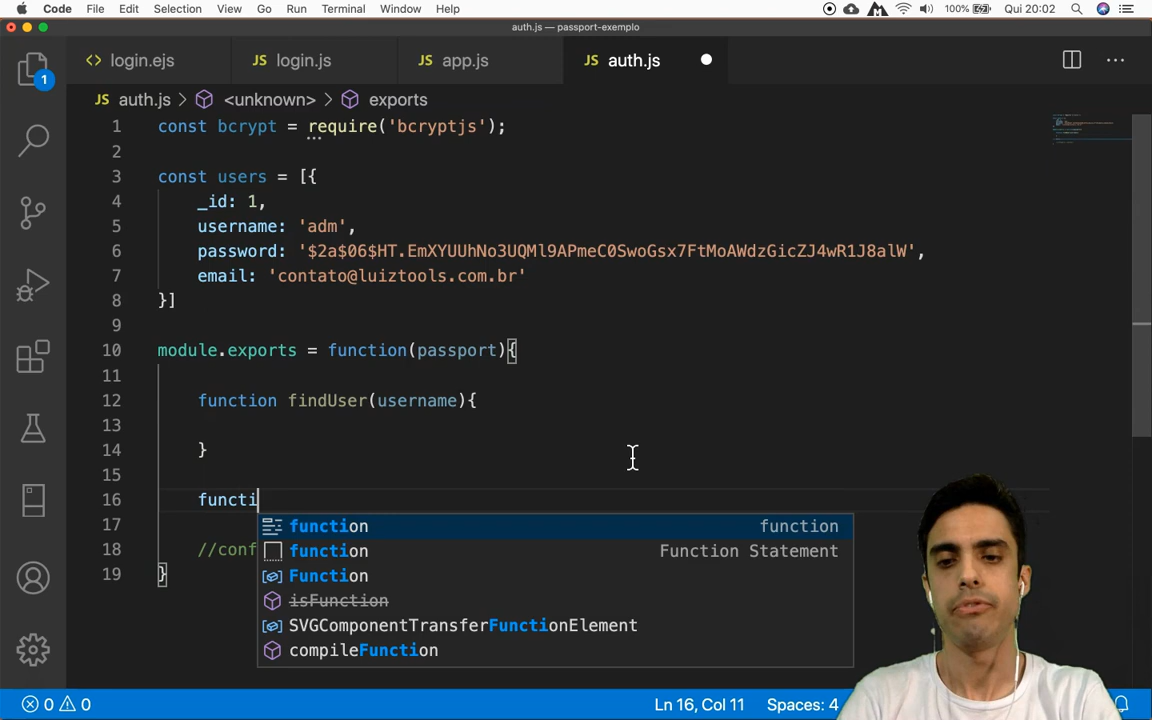 Code File Edit Selection View Go Run Terminal Window Help 100% Qui 20:02
auth.js — passport-exemplo
<> login.ejs JS login.js JS app.js JS auth.js
JS auth.js > <unknown> > exports
1 const bcrypt = require('bcryptjs');
2
3 const users = [{
4 _id: 1,
5 username: 'adm',
6 password: '$2a$06$HT.EmXYUUhNo3UQMl9APmeC0SwoGsx7FtMoAWdzGicZJ4wR1J8alW',
7 email: 'contato@luiztools.com.br'
8 }]
9
10 module.exports = function(passport){
11
12 function findUser(username){
13
14 }
15
16 functi
17 function function
18 //conf function Function Statement
19 } Function
isFunction
SVGComponentTransferFunctionElement
compileFunction
1
0 0 Ln 16, Col 11 Spaces: 4